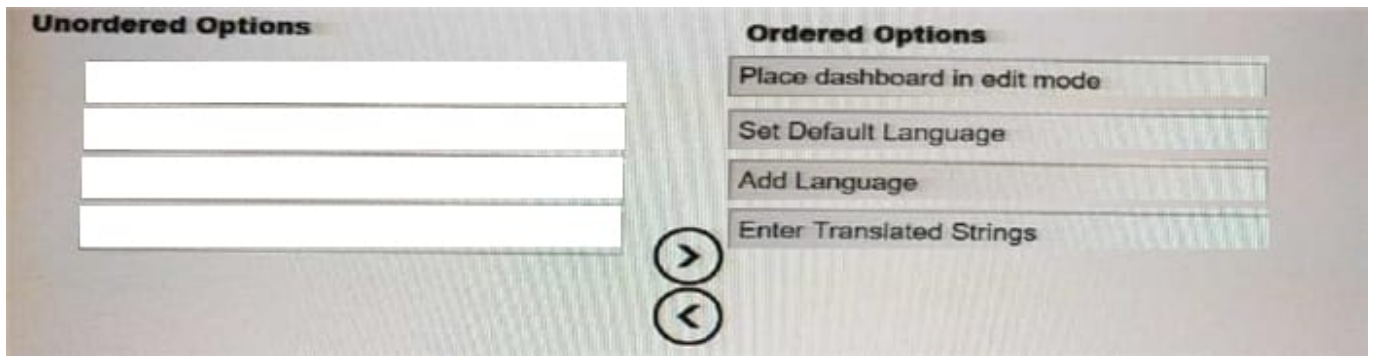 Unordered Options
Ordered Options
Place dashboard in edit mode
Set Default Language
Add Language
Enter Translated Strings